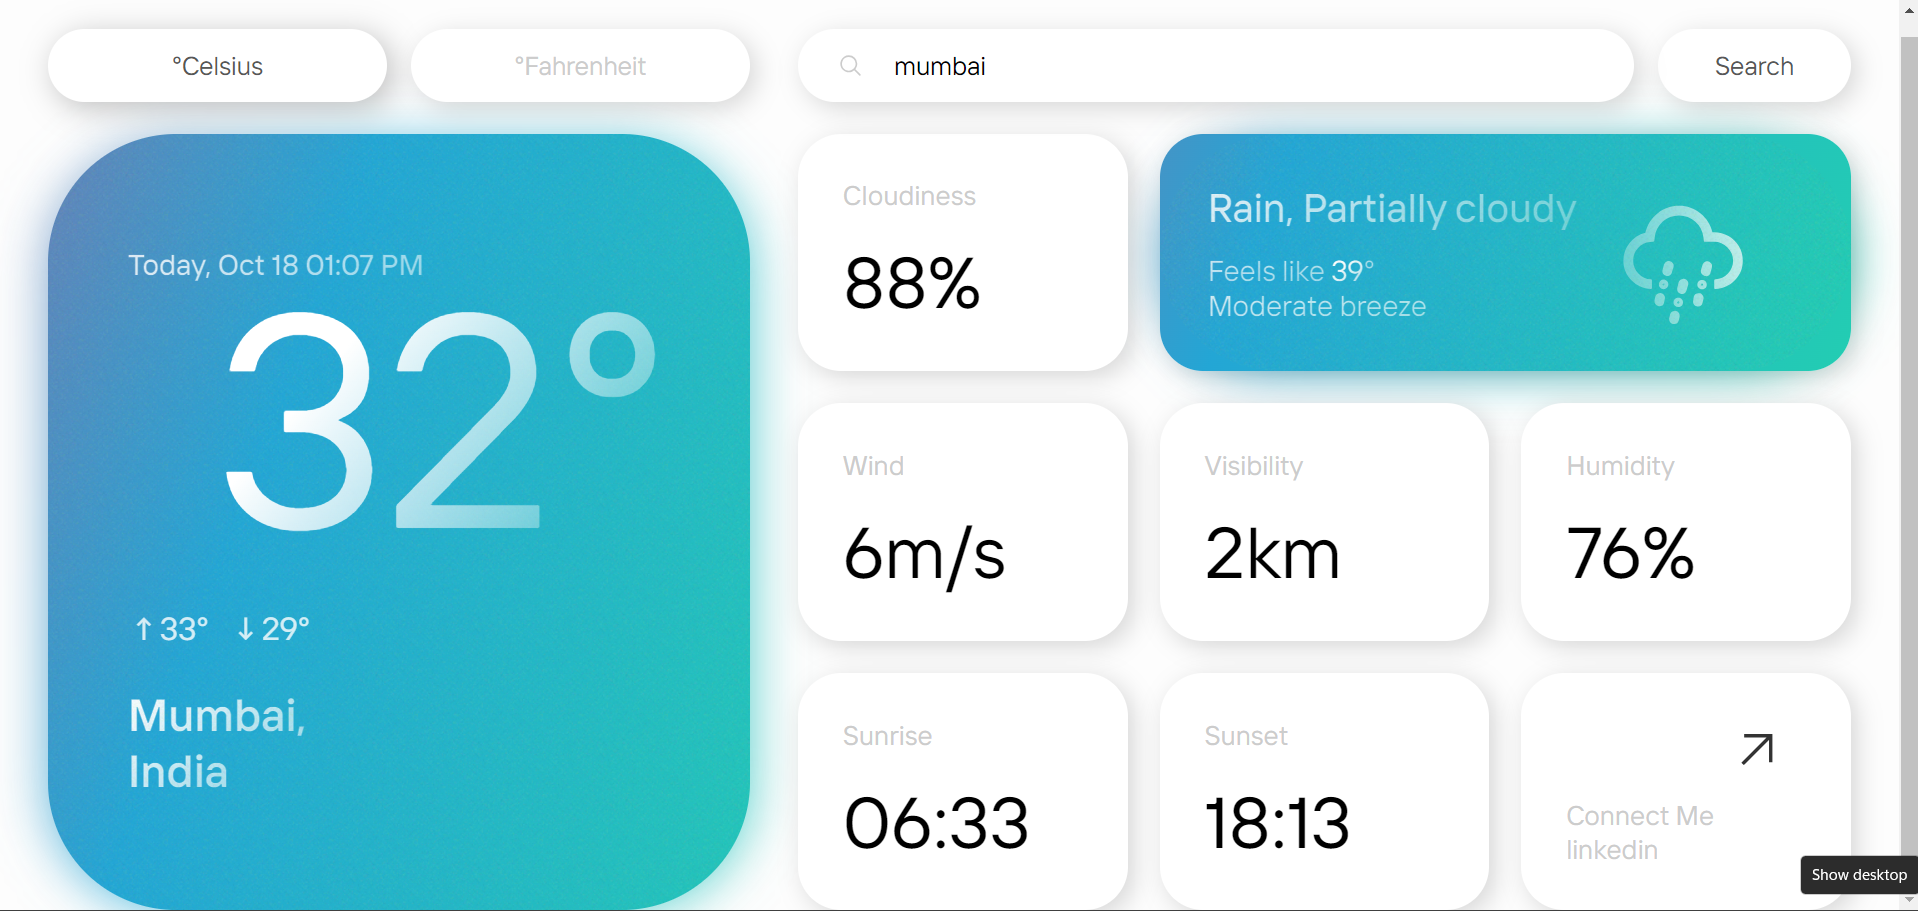 °Celsius
°Fahrenheit
mumbai
Search
Today, Oct 18 01:07 PM
32°
↑33° ↓29°
Mumbai,
India
Cloudiness
88%
Rain, Partially cloudy
Feels like 39°
Moderate breeze
Wind
6m/s
Visibility
2km
Humidity
76%
Sunrise
06:33
Sunset
18:13
Connect Me
linkedin
Show desktop